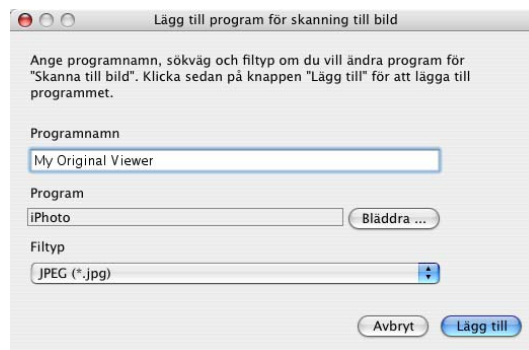 Lägg till program för skanning till bild
Ange programnamn, sökväg och filtyp om du vill ändra program för
"Skanna till bild". Klicka sedan på knappen "Lägg till" för att lägga till
programmet.
Programnamn
My Original Viewer
Program
iPhoto
Bläddra ...
Filtyp
JPEG (*.jpg)
Avbryt
Lägg till